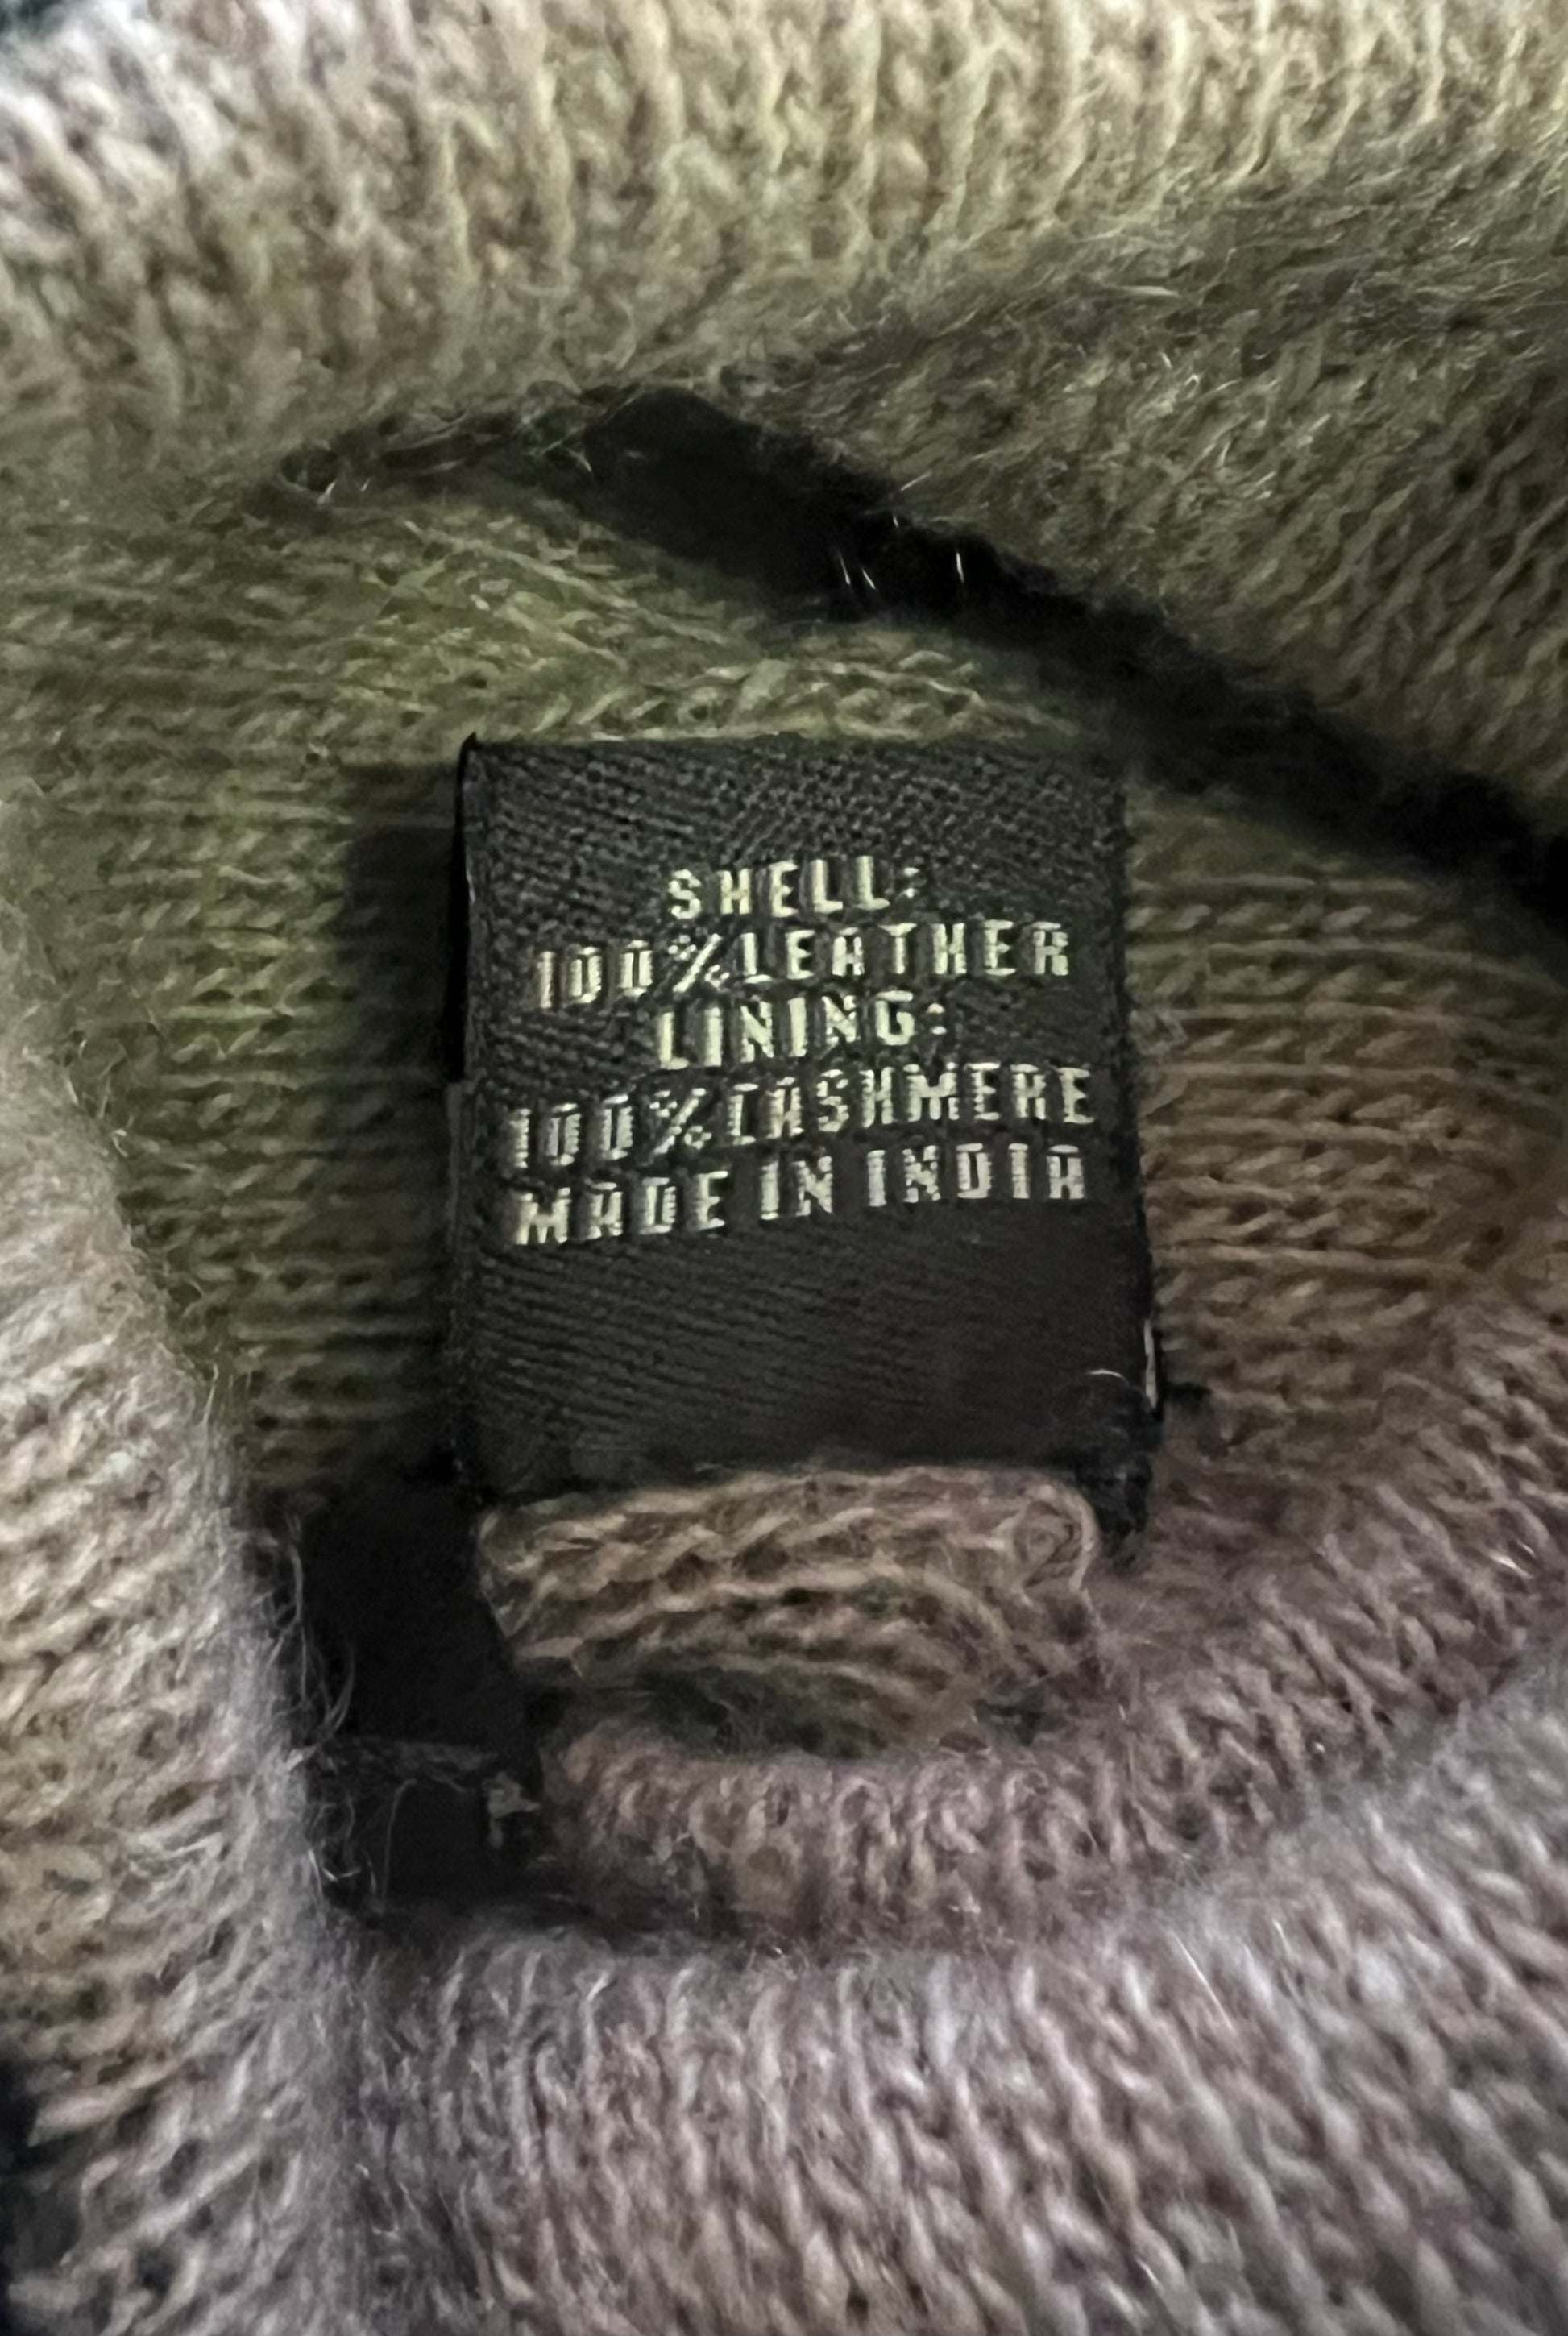 SHELL:
100%LEATHER
LINING:
100%CASHMERE
MADE IN INDIA